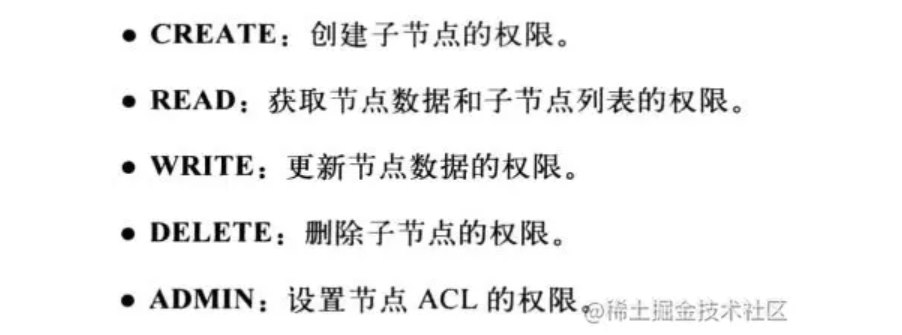 ● CREATE：创建子节点的权限。
● READ：获取节点数据和子节点列表的权限。
● WRITE：更新节点数据的权限。
● DELETE：删除子节点的权限。
● ADMIN：设置节点 ACL 的权限。
@稀土掘金技术社区